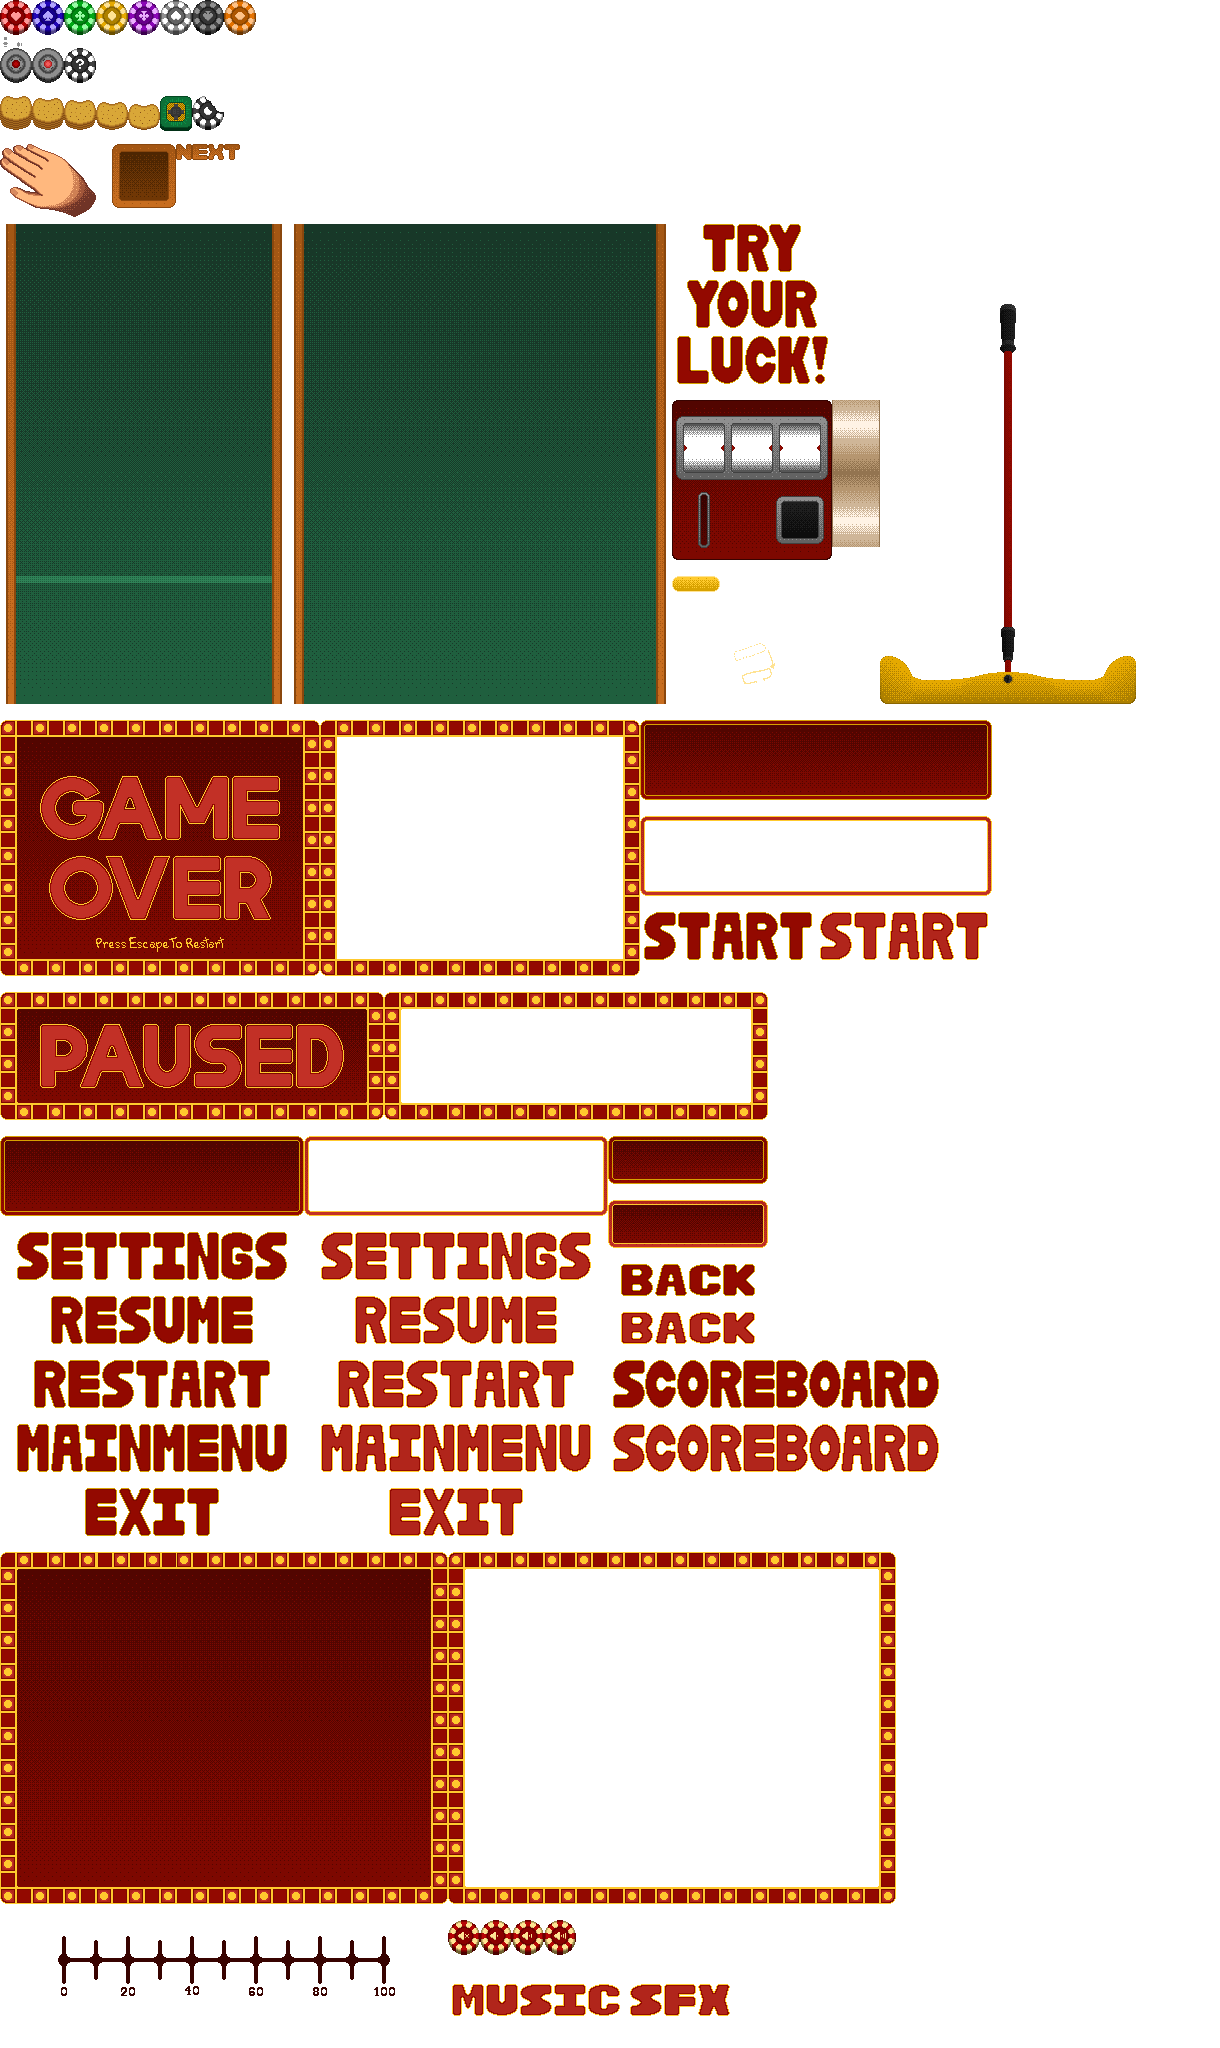 ?
NEXT
TRY
YOUR
LUCK!
GAME
OVER
Press Escape To Restart
START START
PAUSED
SETTINGS SETTINGS
BACK
RESUME RESUME
BACK
RESTART RESTART SCOREBOARD
MAINMENU MAINMENU SCOREBOARD
EXIT EXIT
0 20 40 60 80 100
MUSIC SFX